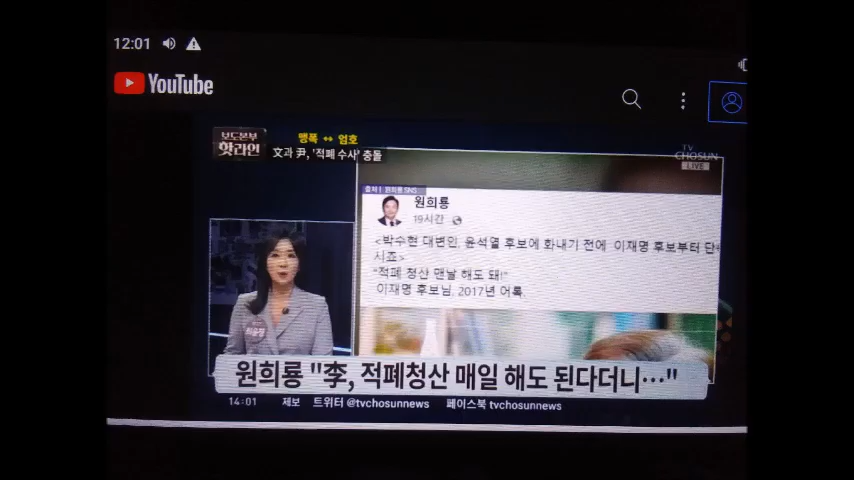 12:01
YouTube
보도본부
핫라인
맹폭 ↔ 엄호
文과 尹, '적폐 수사' 충돌
TV
CHOSUN
LIVE
출처 | 원희룡 SNS
원희룡
19시간
<박수현 대변인, 윤석열 후보에 화내기 전에 이재명 후보부터
시죠>
"적폐 청산 맨날 해도 돼!"
이재명 후보님, 2017년 어록.
원희룡 "李, 적폐청산 매일 해도 된다더니…"
14:01 제보 트위터 @tvchosunnews 페이스북 tvchosunnews